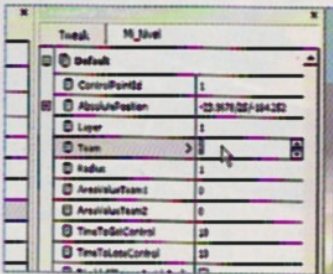 Tweak Mi_Nivel
Default
ControlPointId 1
AbsolutePosition
Layer 1
Team
Radius 1
AreaValueTeam1 0
AreaValueTeam2 0
TimeToGetControl 10
TimeToLoseControl 10